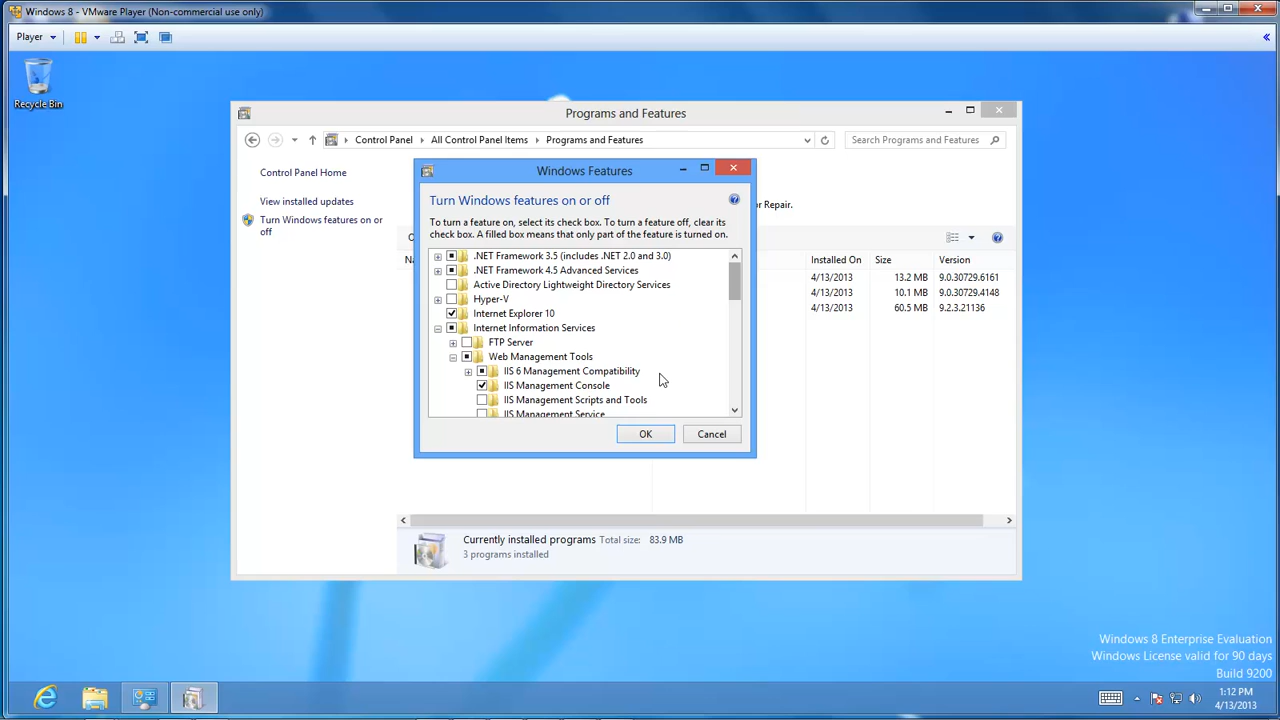 Windows 8 - VMware Player (Non-commercial use only)
Player
Recycle Bin
Programs and Features
Control Panel All Control Panel Items Programs and Features
Search Programs and Features
Control Panel Home
View installed updates
Turn Windows features on or
off
or Repair.
O
Na
Installed On Size Version
4/13/2013 13.2 MB 9.0.30729.6161
4/13/2013 10.1 MB 9.0.30729.4148
4/13/2013 60.5 MB 9.2.3.21136
Windows Features
Turn Windows features on or off
To turn a feature on, select its check box. To turn a feature off, clear its
check box. A filled box means that only part of the feature is turned on.
.NET Framework 3.5 (includes .NET 2.0 and 3.0)
.NET Framework 4.5 Advanced Services
Active Directory Lightweight Directory Services
Hyper-V
Internet Explorer 10
Internet Information Services
FTP Server
Web Management Tools
IIS 6 Management Compatibility
IIS Management Console
IIS Management Scripts and Tools
IIS Management Service
OK Cancel
Currently installed programs Total size: 83.9 MB
3 programs installed
Windows 8 Enterprise Evaluation
Windows License valid for 90 days
Build 9200
1:12 PM
4/13/2013